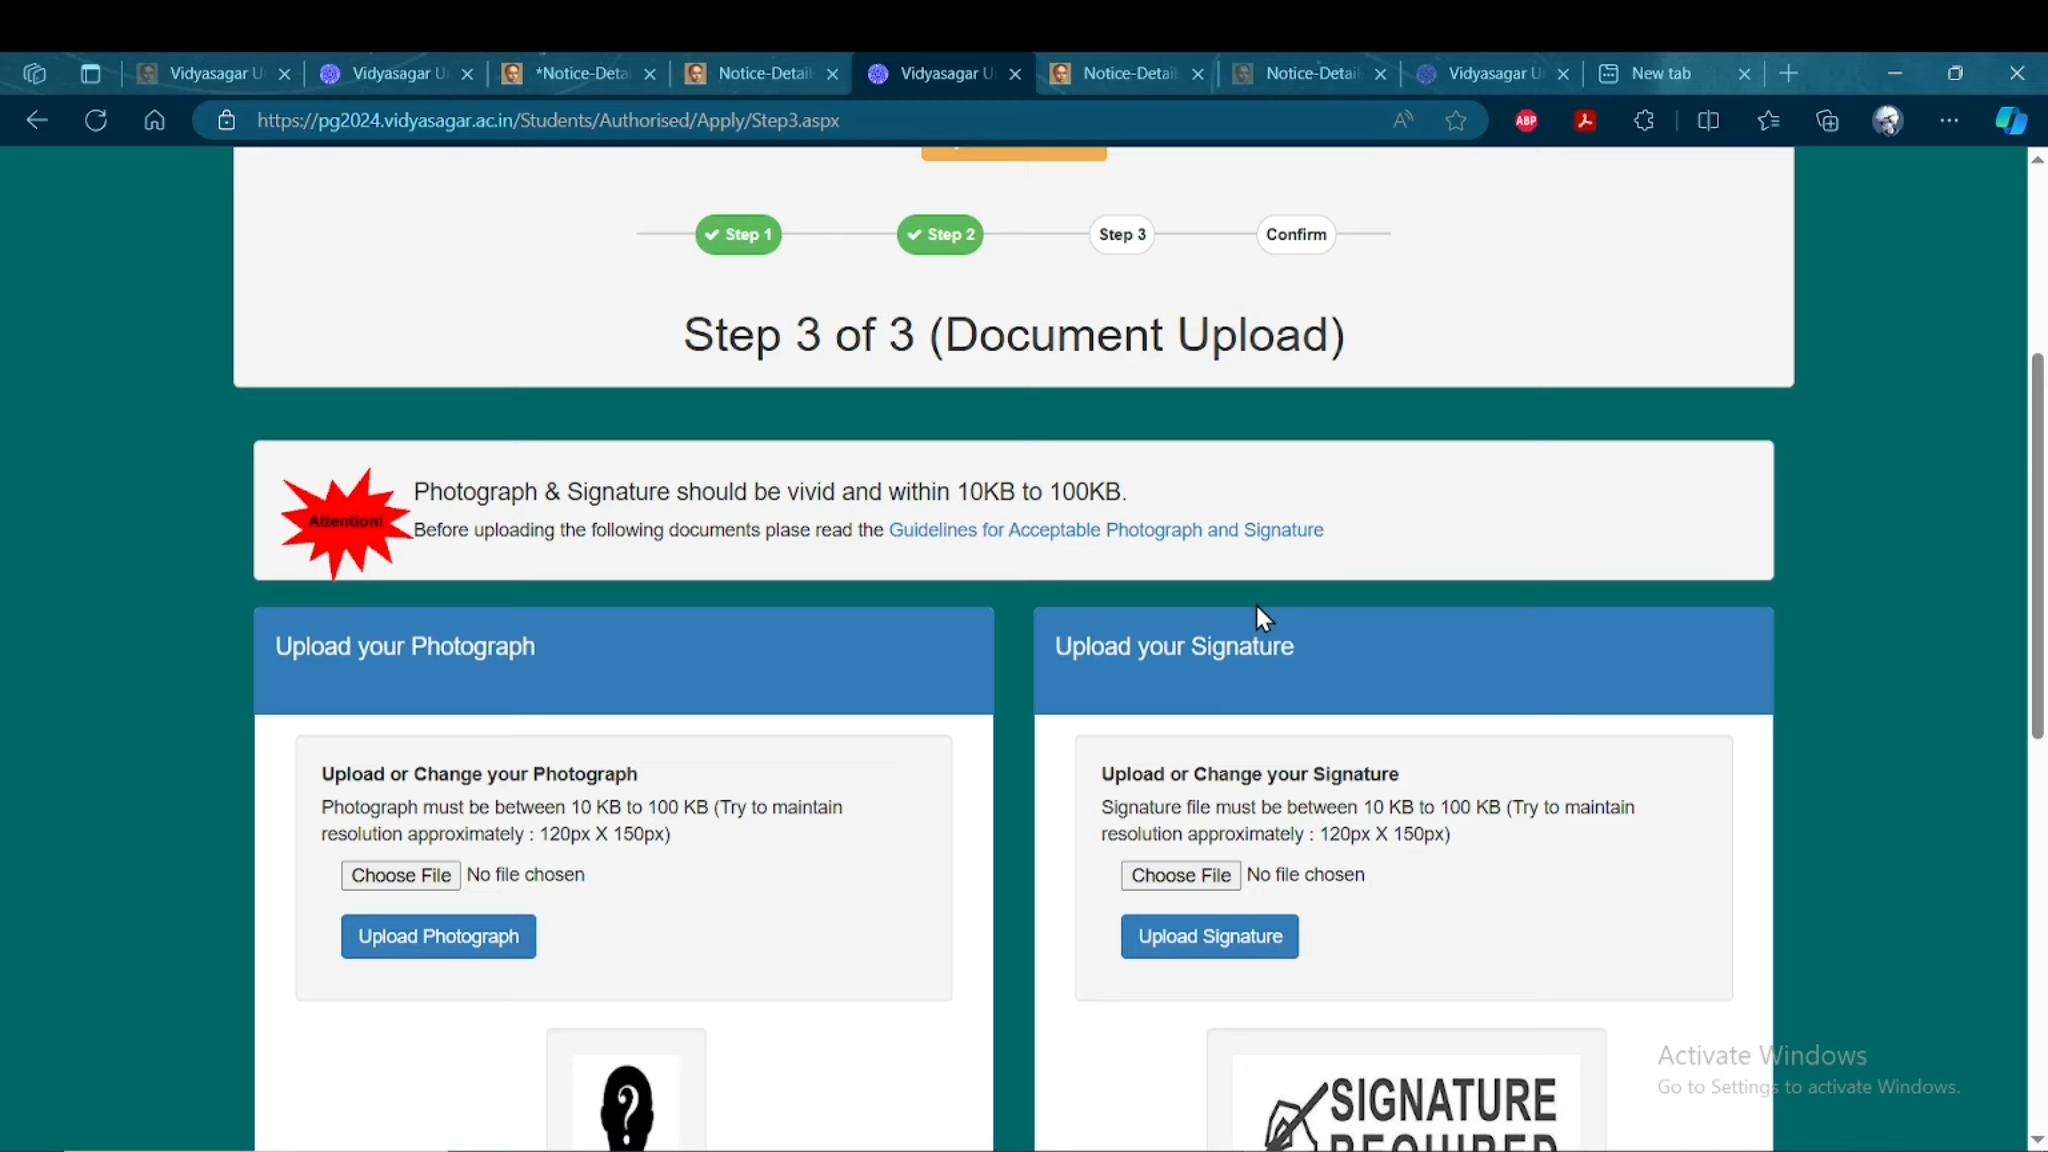 Vidyasagar U
Vidyasagar U
*Notice-Deta
Notice-Detail
Vidyasagar U
Notice-Detail
Notice-Detail
Vidyasagar U
New tab
https://pg2024.vidyasagar.ac.in/Students/Authorised/Apply/Step3.aspx
ABP
Step 1
Step 2
Step 3
Confirm
Step 3 of 3 (Document Upload)
Attention!
Photograph & Signature should be vivid and within 10KB to 100KB.
Before uploading the following documents plase read the Guidelines for Acceptable Photograph and Signature
Upload your Photograph
Upload or Change your Photograph
Photograph must be between 10 KB to 100 KB (Try to maintain
resolution approximately : 120px X 150px)
Choose File No file chosen
Upload Photograph
Upload your Signature
Upload or Change your Signature
Signature file must be between 10 KB to 100 KB (Try to maintain
resolution approximately : 120px X 150px)
Choose File No file chosen
Upload Signature
SIGNATURE
REQUIRED
Activate Windows
Go to Settings to activate Windows.